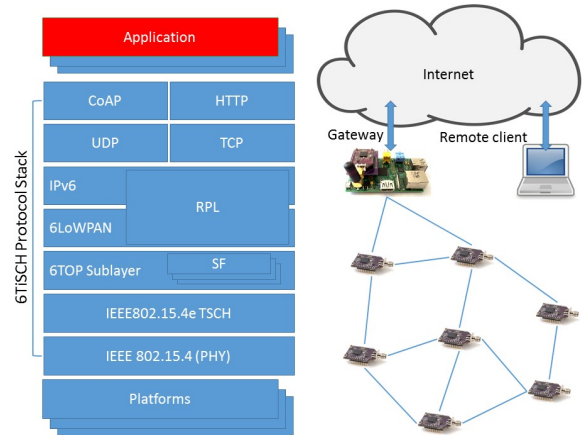 Application
CoAP
HTTP
UDP
TCP
IPv6
RPL
6LoWPAN
6TOP Sublayer
SF
IEEE802.15.4e TSCH
IEEE 802.15.4 (PHY)
Platforms
6TiSCH Protocol Stack
Internet
Gateway
Remote client